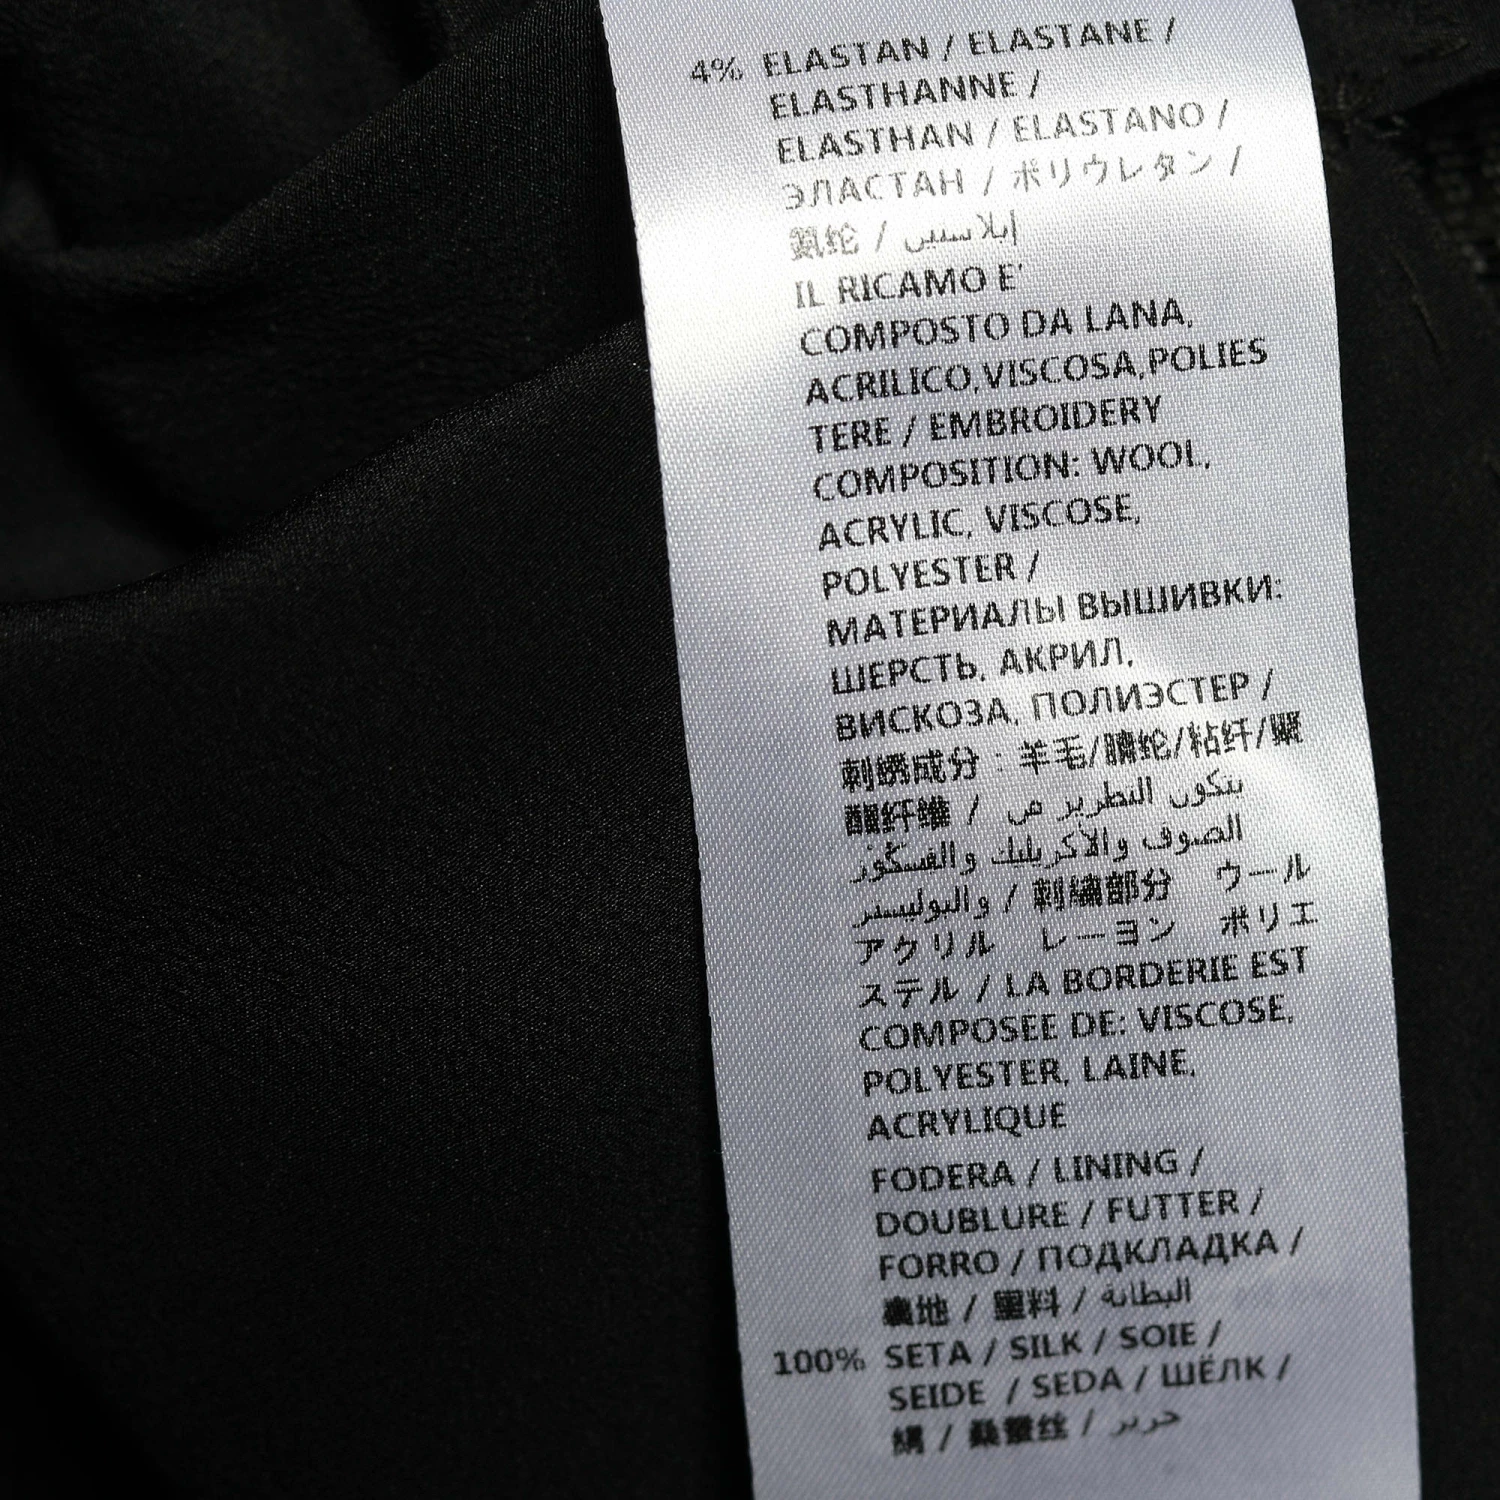 4% ELASTAN / ELASTANE /
ELASTHANNE /
ELASTHAN / ELASTANO /
ЭЛАСТАН / ポリウレタン /
氨纶 / إيلاستين
IL RICAMO E'
COMPOSTO DA LANA,
ACRILICO,VISCOSA,POLIES
TERE / EMBROIDERY
COMPOSITION: WOOL,
ACRYLIC, VISCOSE,
POLYESTER /
МАТЕРИАЛЫ ВЫШИВКИ:
ШЕРСТЬ, АКРИЛ,
ВИСКОЗА, ПОЛИЭСТЕР /
刺绣成分 : 羊毛/腈纶/粘纤/聚
酯纤维 / يتكون التطريز من
الصوف والأكريليك والفسكوز
والبوليستر / 刺繍部分 ウール
アクリル レーヨン ポリエ
ステル / LA BORDERIE EST
COMPOSEE DE: VISCOSE,
POLYESTER, LAINE,
ACRYLIQUE
FODERA / LINING /
DOUBLURE / FUTTER /
FORRO / ПОДКЛАДКА /
裏地 / 里料 / البطانة
100% SETA / SILK / SOIE /
SEIDE / SEDA / ШЁЛК /
絹 / 桑蚕丝 / حرير